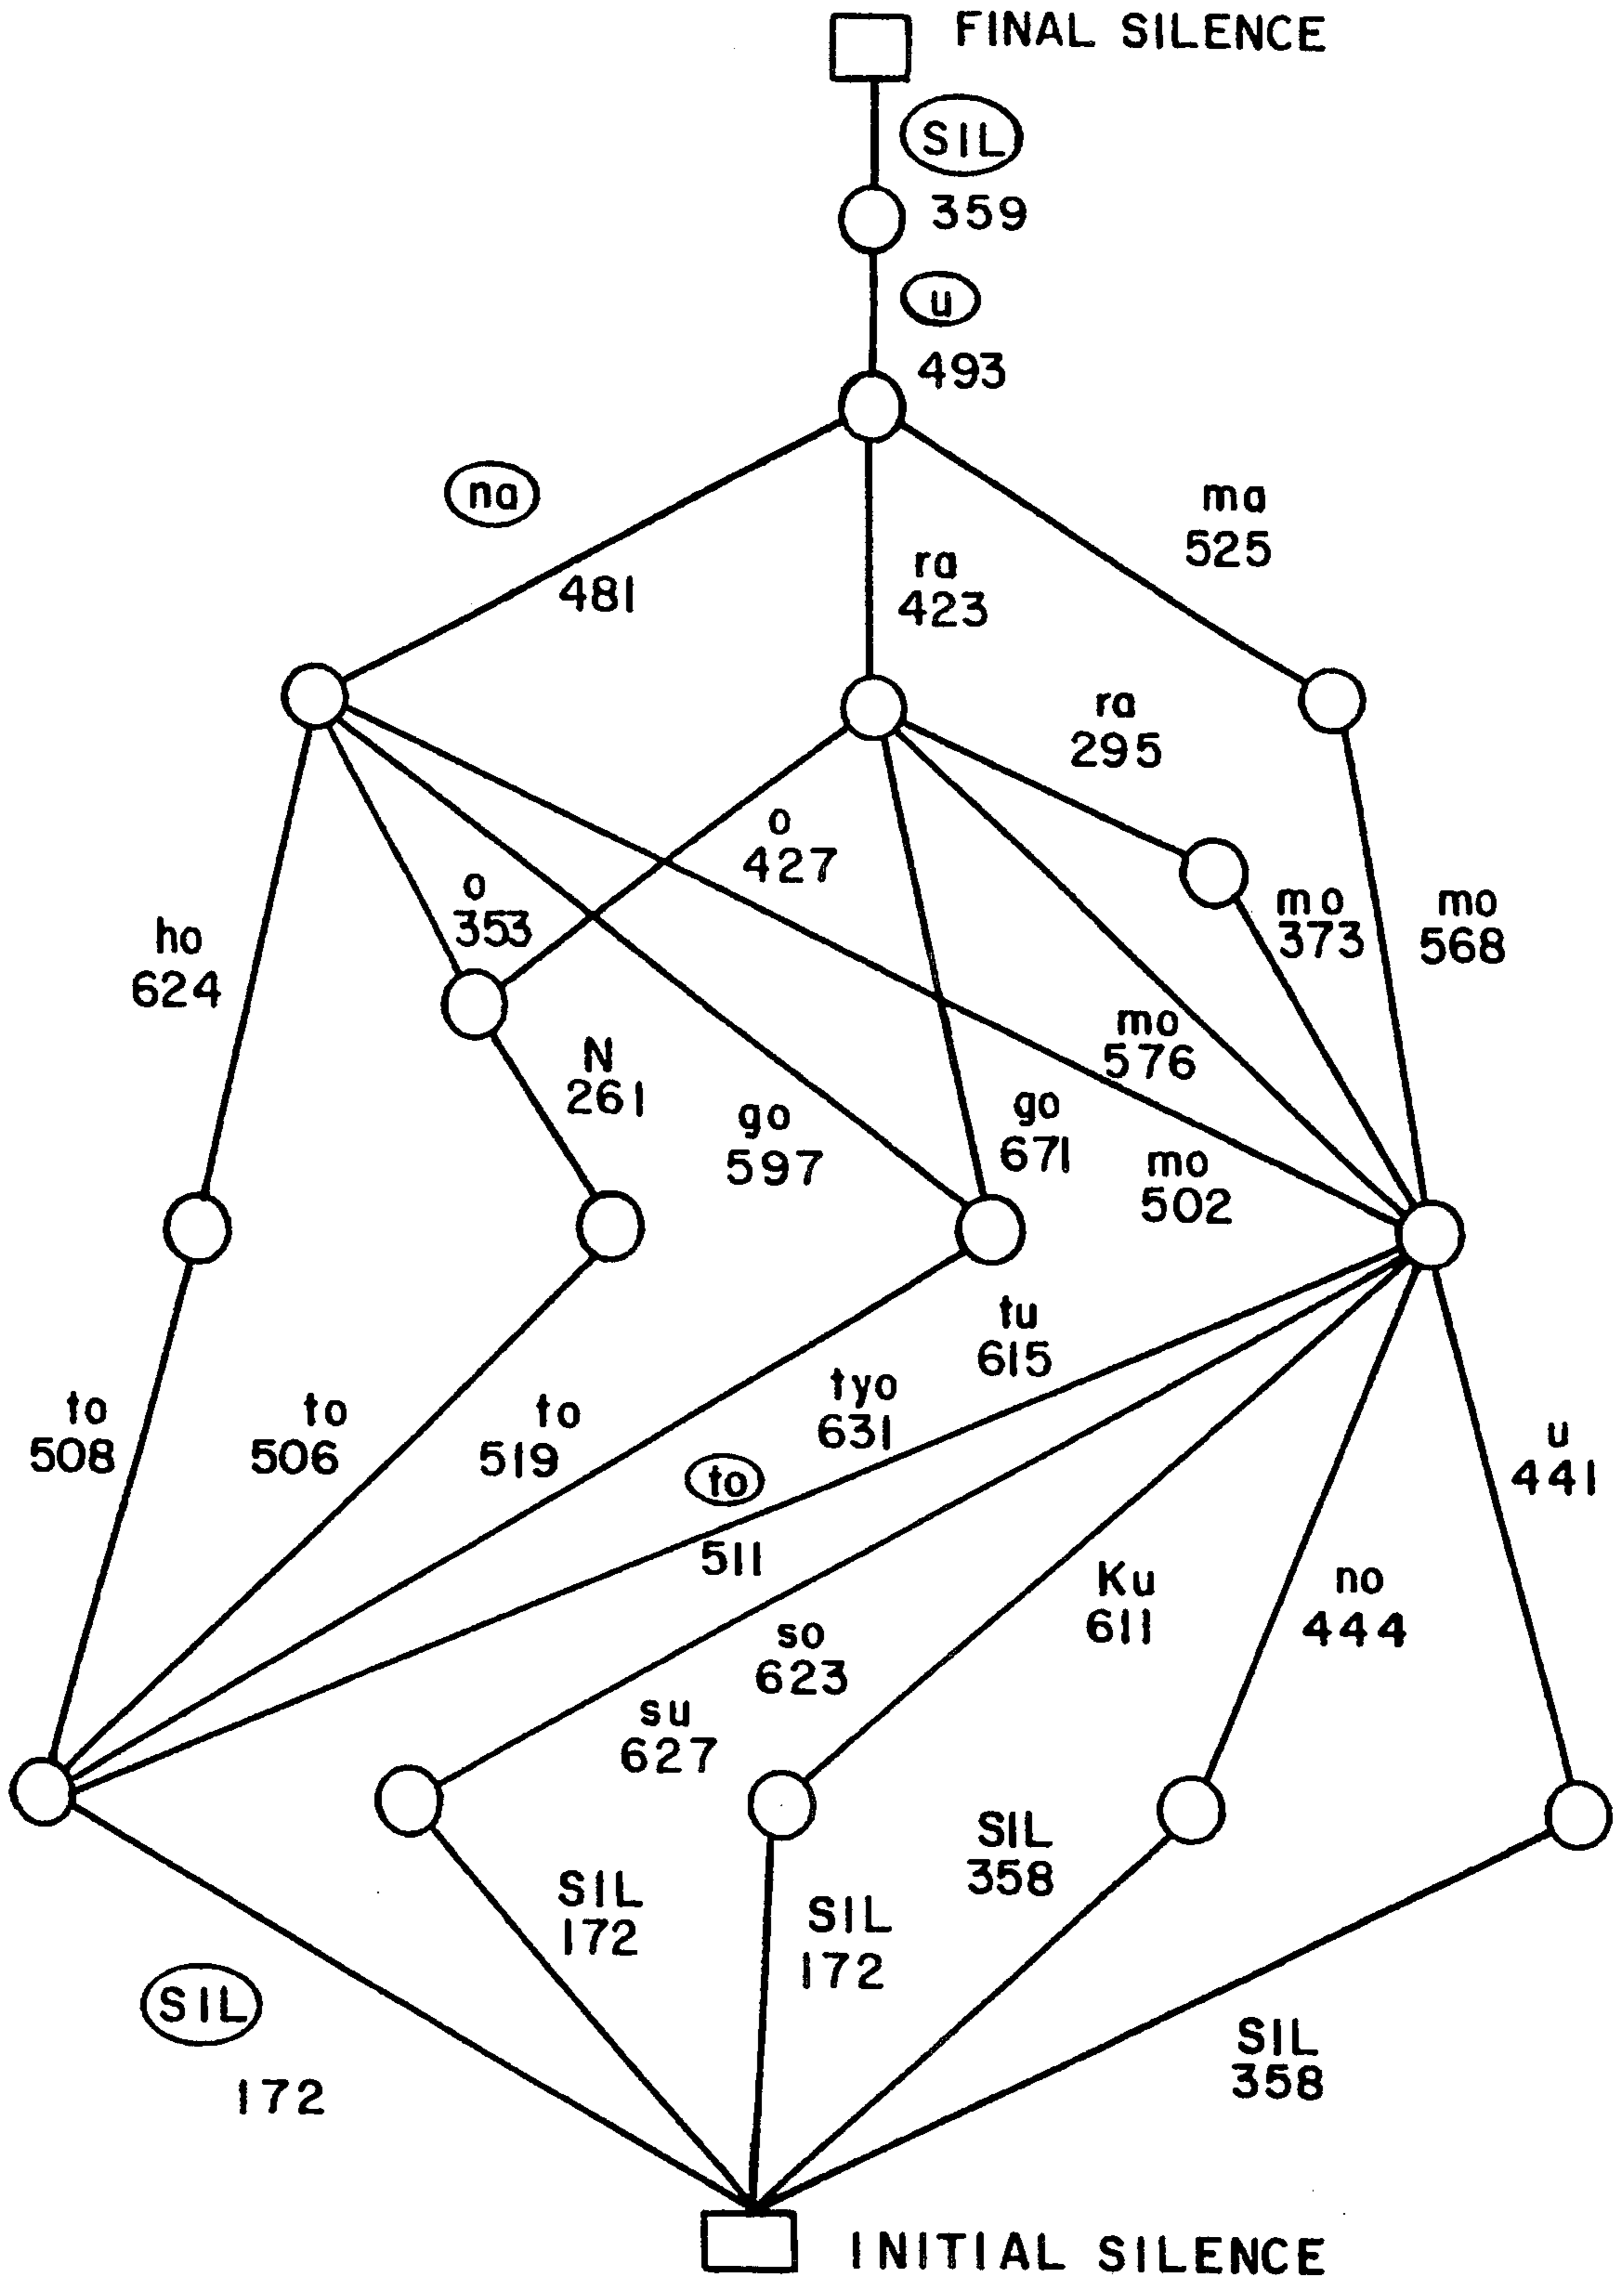 FINAL SILENCE
SIL
359
u
493
na
481
ra
423
ma
525
ra
295
o
427
o
353
mo
373
mo
568
ho
624
N
261
mo
576
go
597
go
671
mo
502
tu
615
tyo
631
to
508
to
506
to
519
to
511
u
441
Ku
611
no
444
so
623
su
627
SIL
358
SIL
172
SIL
172
SIL
172
SIL
358
INITIAL SILENCE